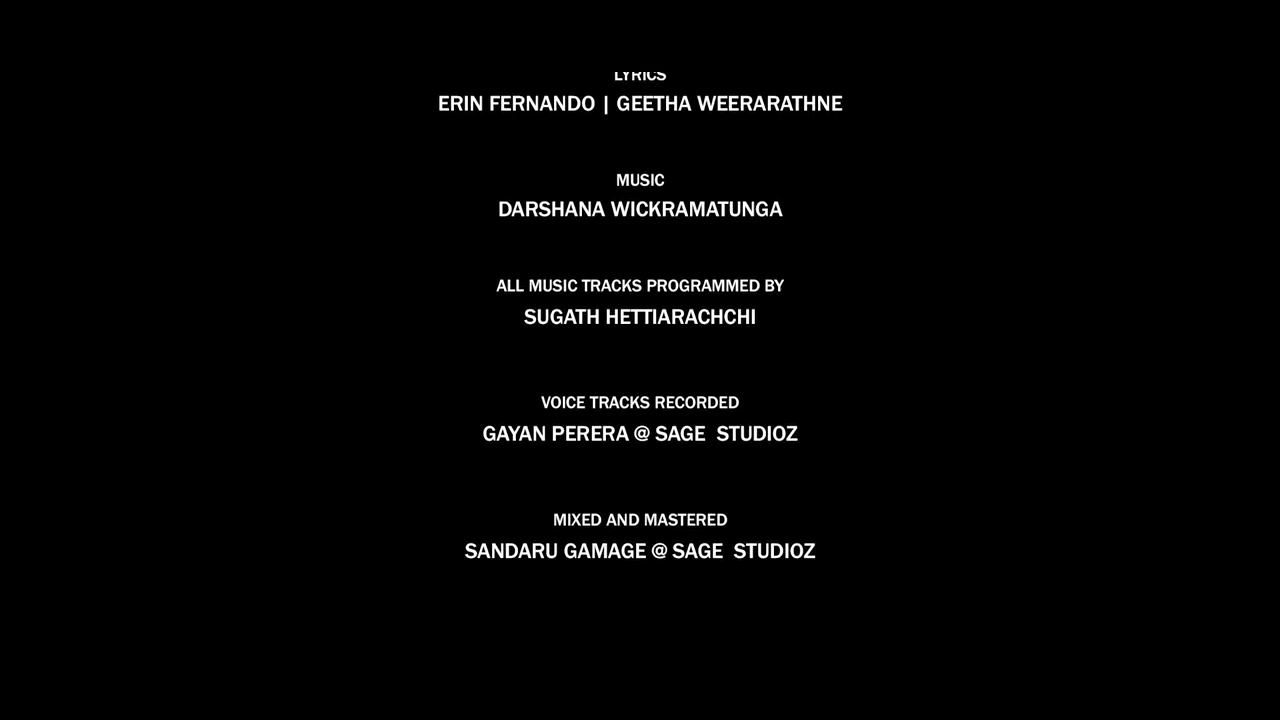 LYRICS
ERIN FERNANDO | GEETHA WEERARATHNE
MUSIC
DARSHANA WICKRAMATUNGA
ALL MUSIC TRACKS PROGRAMMED BY
SUGATH HETTIARACHCHI
VOICE TRACKS RECORDED
GAYAN PERERA @ SAGE STUDIOZ
MIXED AND MASTERED
SANDARU GAMAGE @ SAGE STUDIOZ